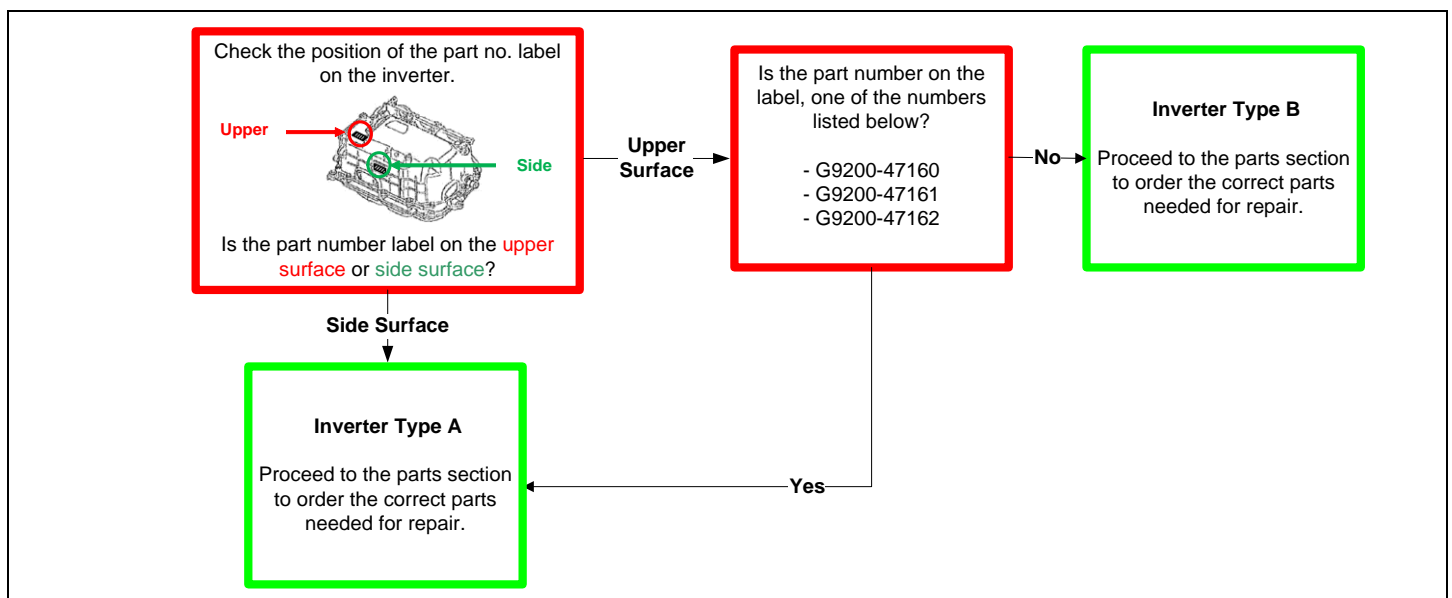 Check the position of the part no. label
on the inverter.
Upper
Side
Is the part number label on the upper
surface or side surface?
Upper
Surface
Is the part number on the
label, one of the numbers
listed below?
- G9200-47160
- G9200-47161
- G9200-47162
No
Inverter Type B
Proceed to the parts section
to order the correct parts
needed for repair.
Side Surface
Inverter Type A
Proceed to the parts section
to order the correct parts
needed for repair.
Yes